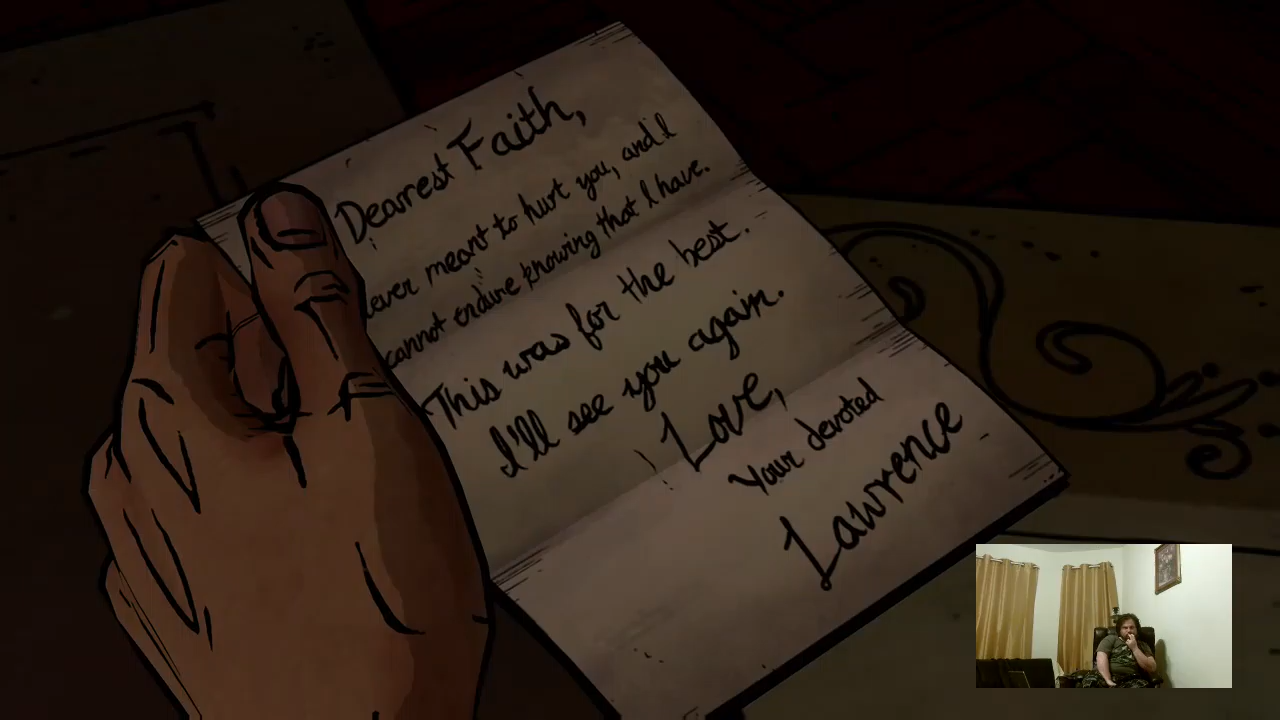 Dearest Faith,
never meant to hurt you, and I
cannot endure knowing that I have.
This was for the best.
I'll see you again.
Love,
Your devoted
Lawrence